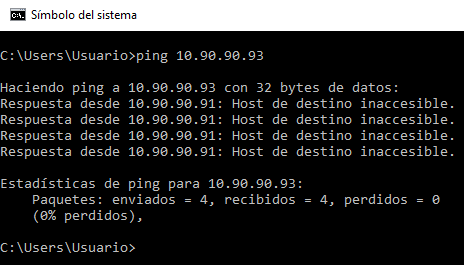 Símbolo del sistema
C:\Users\Usuario>ping 10.90.90.93
Haciendo ping a 10.90.90.93 con 32 bytes de datos:
Respuesta desde 10.90.90.91: Host de destino inaccesible.
Respuesta desde 10.90.90.91: Host de destino inaccesible.
Respuesta desde 10.90.90.91: Host de destino inaccesible.
Respuesta desde 10.90.90.91: Host de destino inaccesible.
Estadísticas de ping para 10.90.90.93:
Paquetes: enviados = 4, recibidos = 4, perdidos = 0
(0% perdidos),
C:\Users\Usuario>